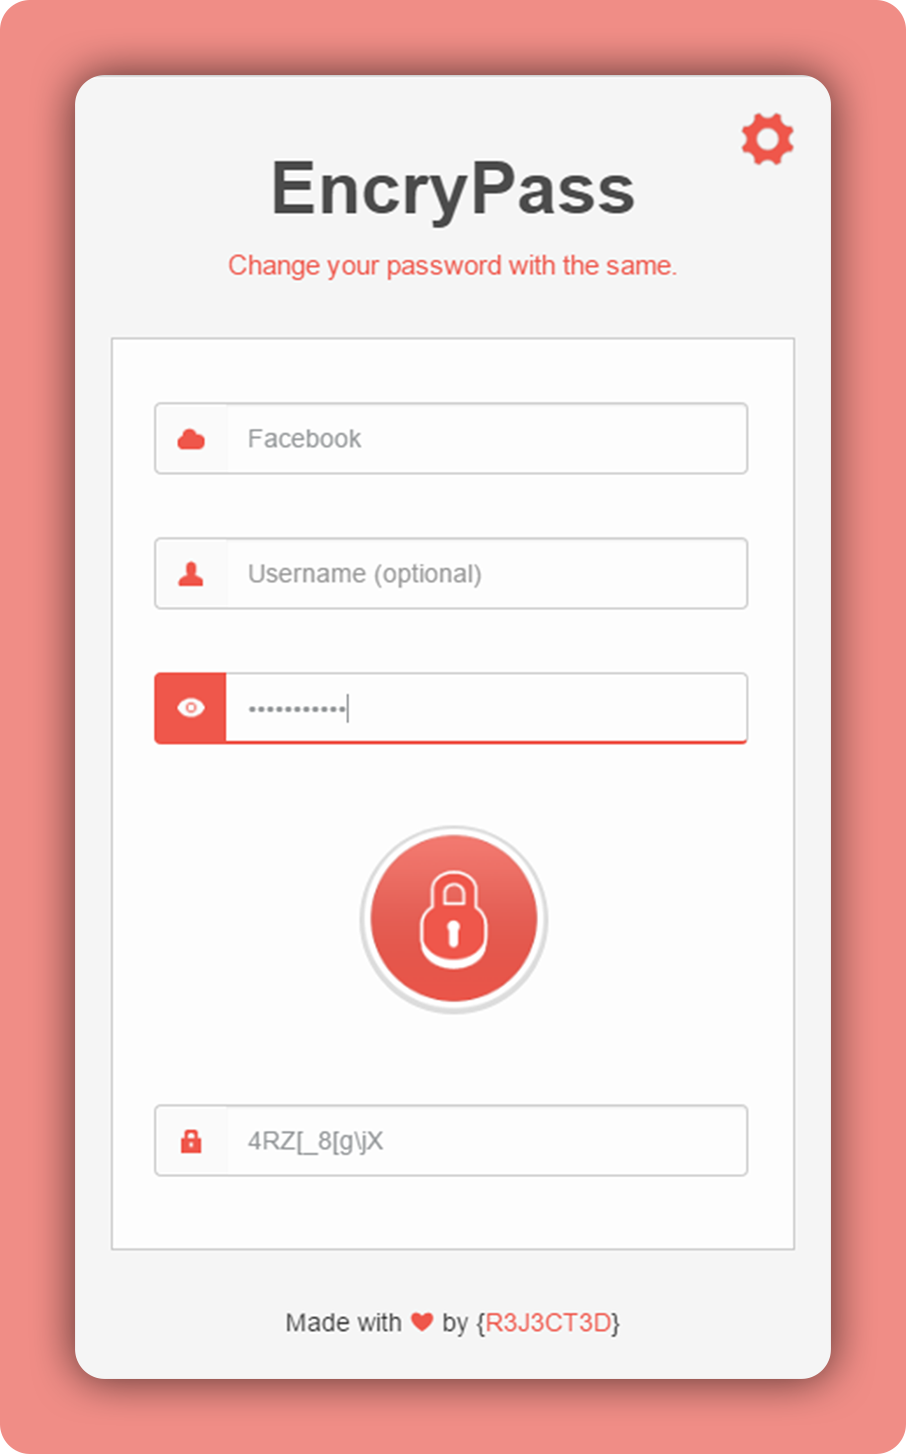 EncryPass
Change your password with the same.
Facebook
Username (optional)
•••••••••••
4RZ[_8[g\jX
Made with ♥ by {R3J3CT3D}